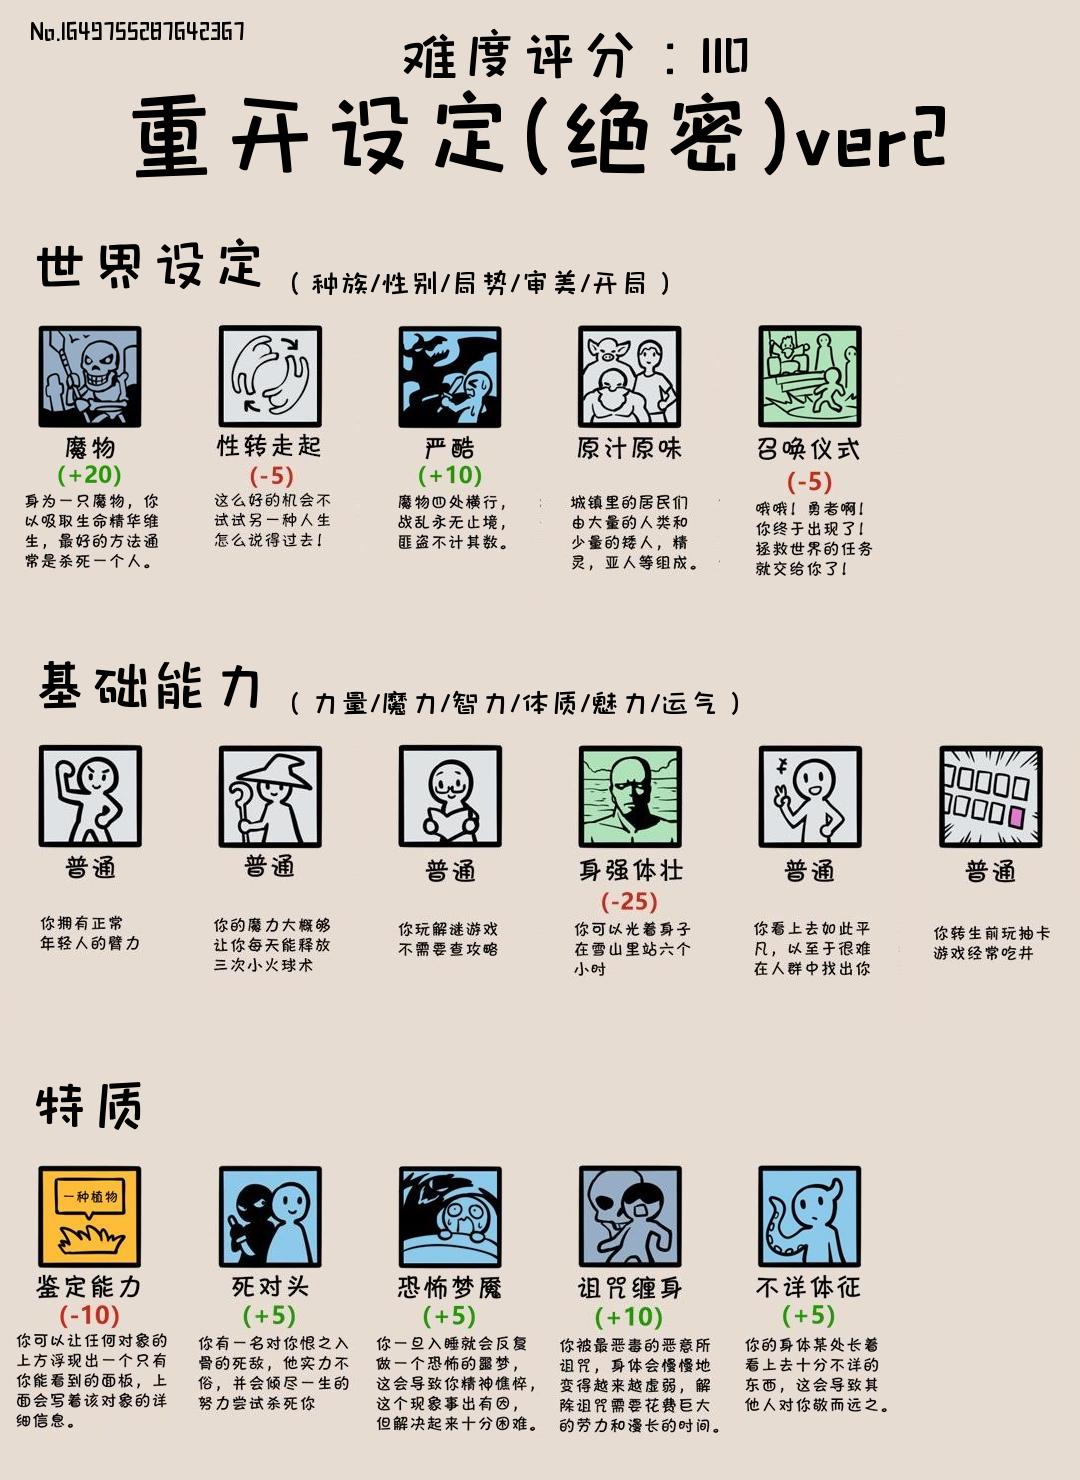 No.1649755287642367
难度评分：110
重开设定(绝密)ver2
世界设定
（种族/性别/局势/审美/开局）
魔物
(+20)
身为一只魔物，你
以吸取生命精华维
生，最好的方法通
常是杀死一个人。
性转走起
(-5)
这么好的机会不
试试另一种人生
怎么说得过去！
严酷
(+10)
魔物四处横行，
战乱永无止境，
匪盗不计其数。
原汁原味
城镇里的居民们
由大量的人类和
少量的矮人，精
灵，亚人等组成。
召唤仪式
(-5)
哦哦！勇者啊！
你终于出现了！
拯救世界的任务
就交给你了！
基础能力
（力量/魔力/智力/体质/魅力/运气）
普通
你拥有正常
年轻人的臂力
普通
你的魔力大概够
让你每天能释放
三次小火球术
普通
你玩解谜游戏
不需要查攻略
身强体壮
(-25)
你可以光着身子
在雪山里站六个
小时
普通
你看上去如此平
凡，以至于很难
在人群中找出你
普通
你转生前玩抽卡
游戏经常吃井
特质
一种植物
鉴定能力
(-10)
你可以让任何对象的
上方浮现出一个只有
你能看到的面板，上
面会写着该对象的详
细信息。
死对头
(+5)
你有一名对你恨之入
骨的死敌，他实力不
俗，并会倾尽一生的
努力尝试杀死你
恐怖梦魇
(+5)
你一旦入睡就会反复
做一个恐怖的噩梦，
这会导致你精神憔悴，
这个现象事出有因，
但解决起来十分困难。
诅咒缠身
(+10)
你被最恶毒的恶意所
诅咒，身体会慢慢地
变得越来越虚弱，解
除诅咒需要花费巨大
的劳力和漫长的时间。
不详体征
(+5)
你的身体某处长着
看上去十分不详的
东西，这会导致其
他人对你敬而远之。